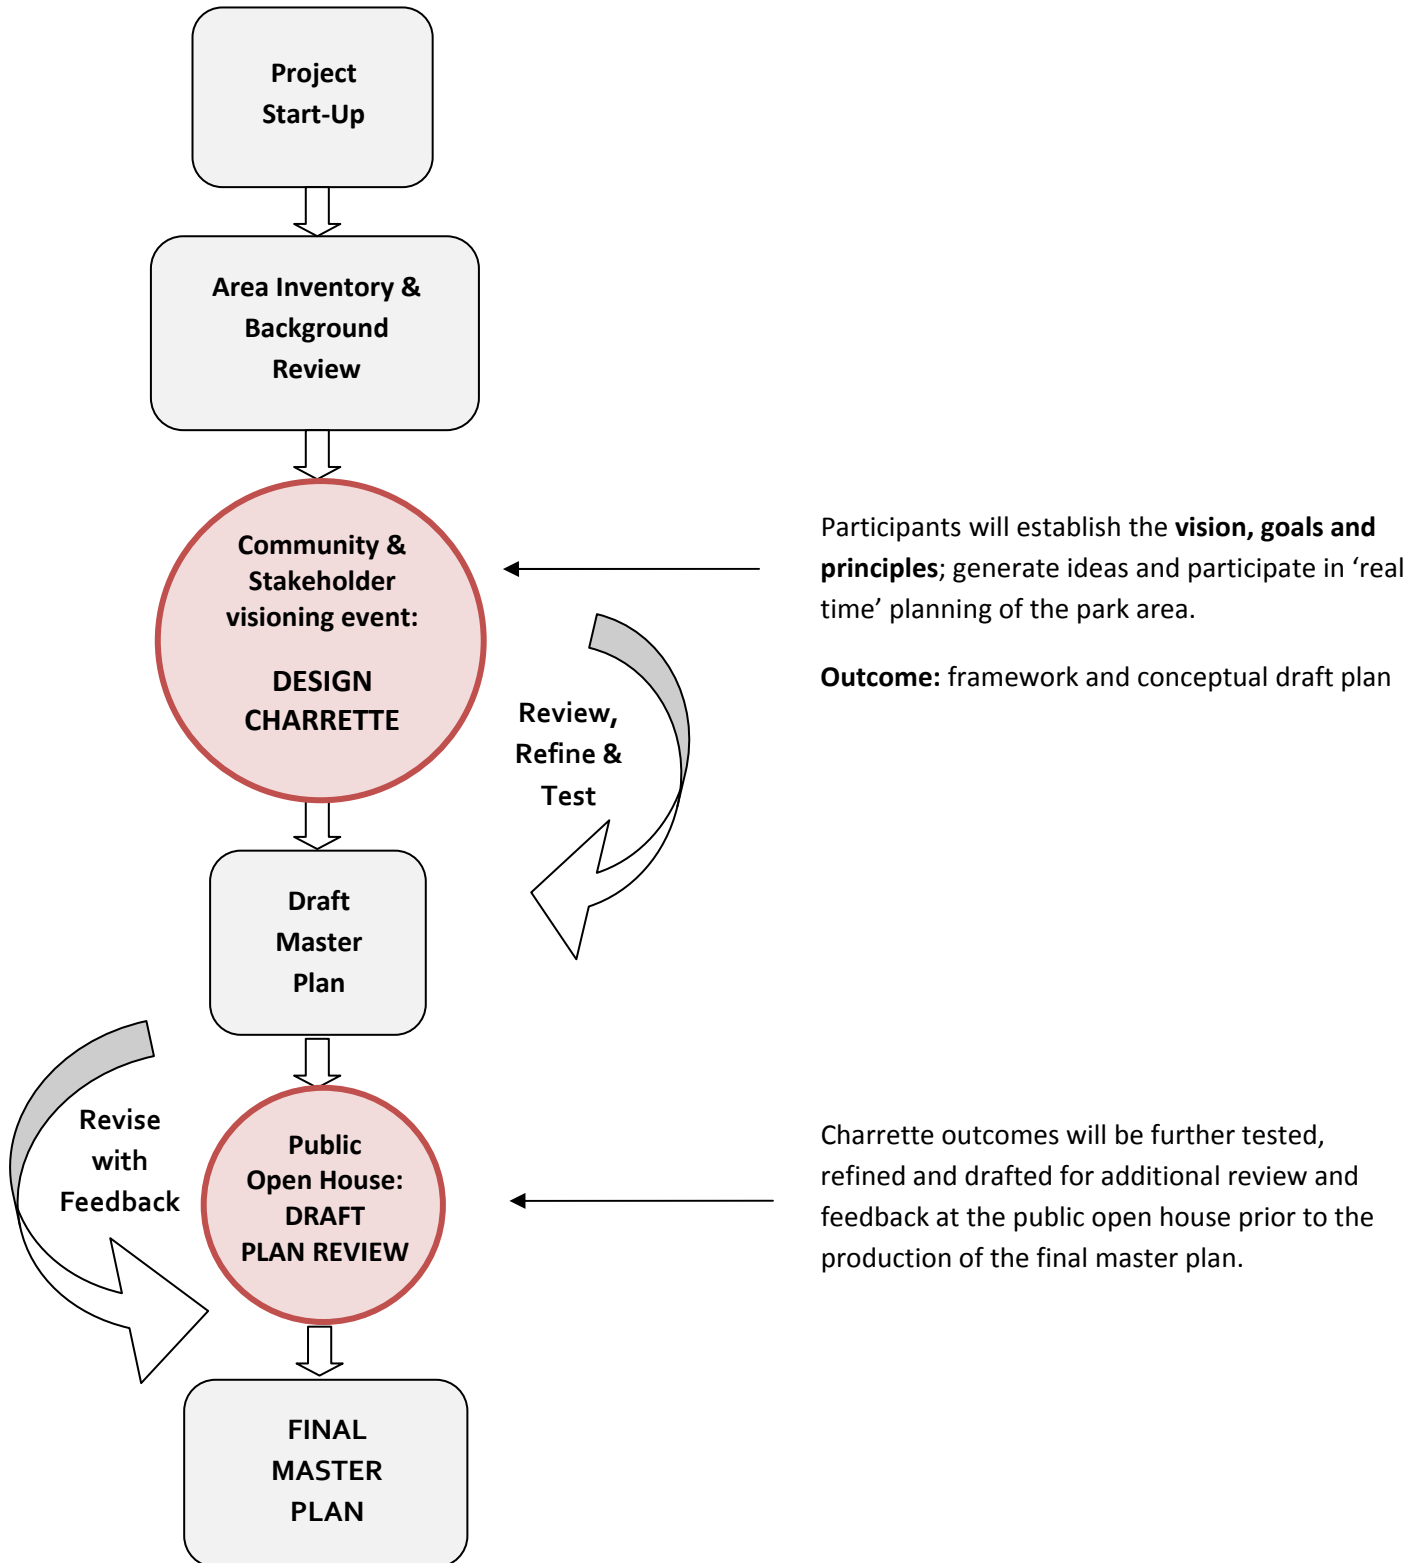 Project
Start-Up
Area Inventory &
Background
Review
Community &
Stakeholder
visioning event:
DESIGN
CHARRETTE
Participants will establish the vision, goals and
principles; generate ideas and participate in ‘real
time’ planning of the park area.
Outcome: framework and conceptual draft plan
Review,
Refine &
Test
Draft
Master
Plan
Revise
with
Feedback
Public
Open House:
DRAFT
PLAN REVIEW
Charrette outcomes will be further tested,
refined and drafted for additional review and
feedback at the public open house prior to the
production of the final master plan.
FINAL
MASTER
PLAN